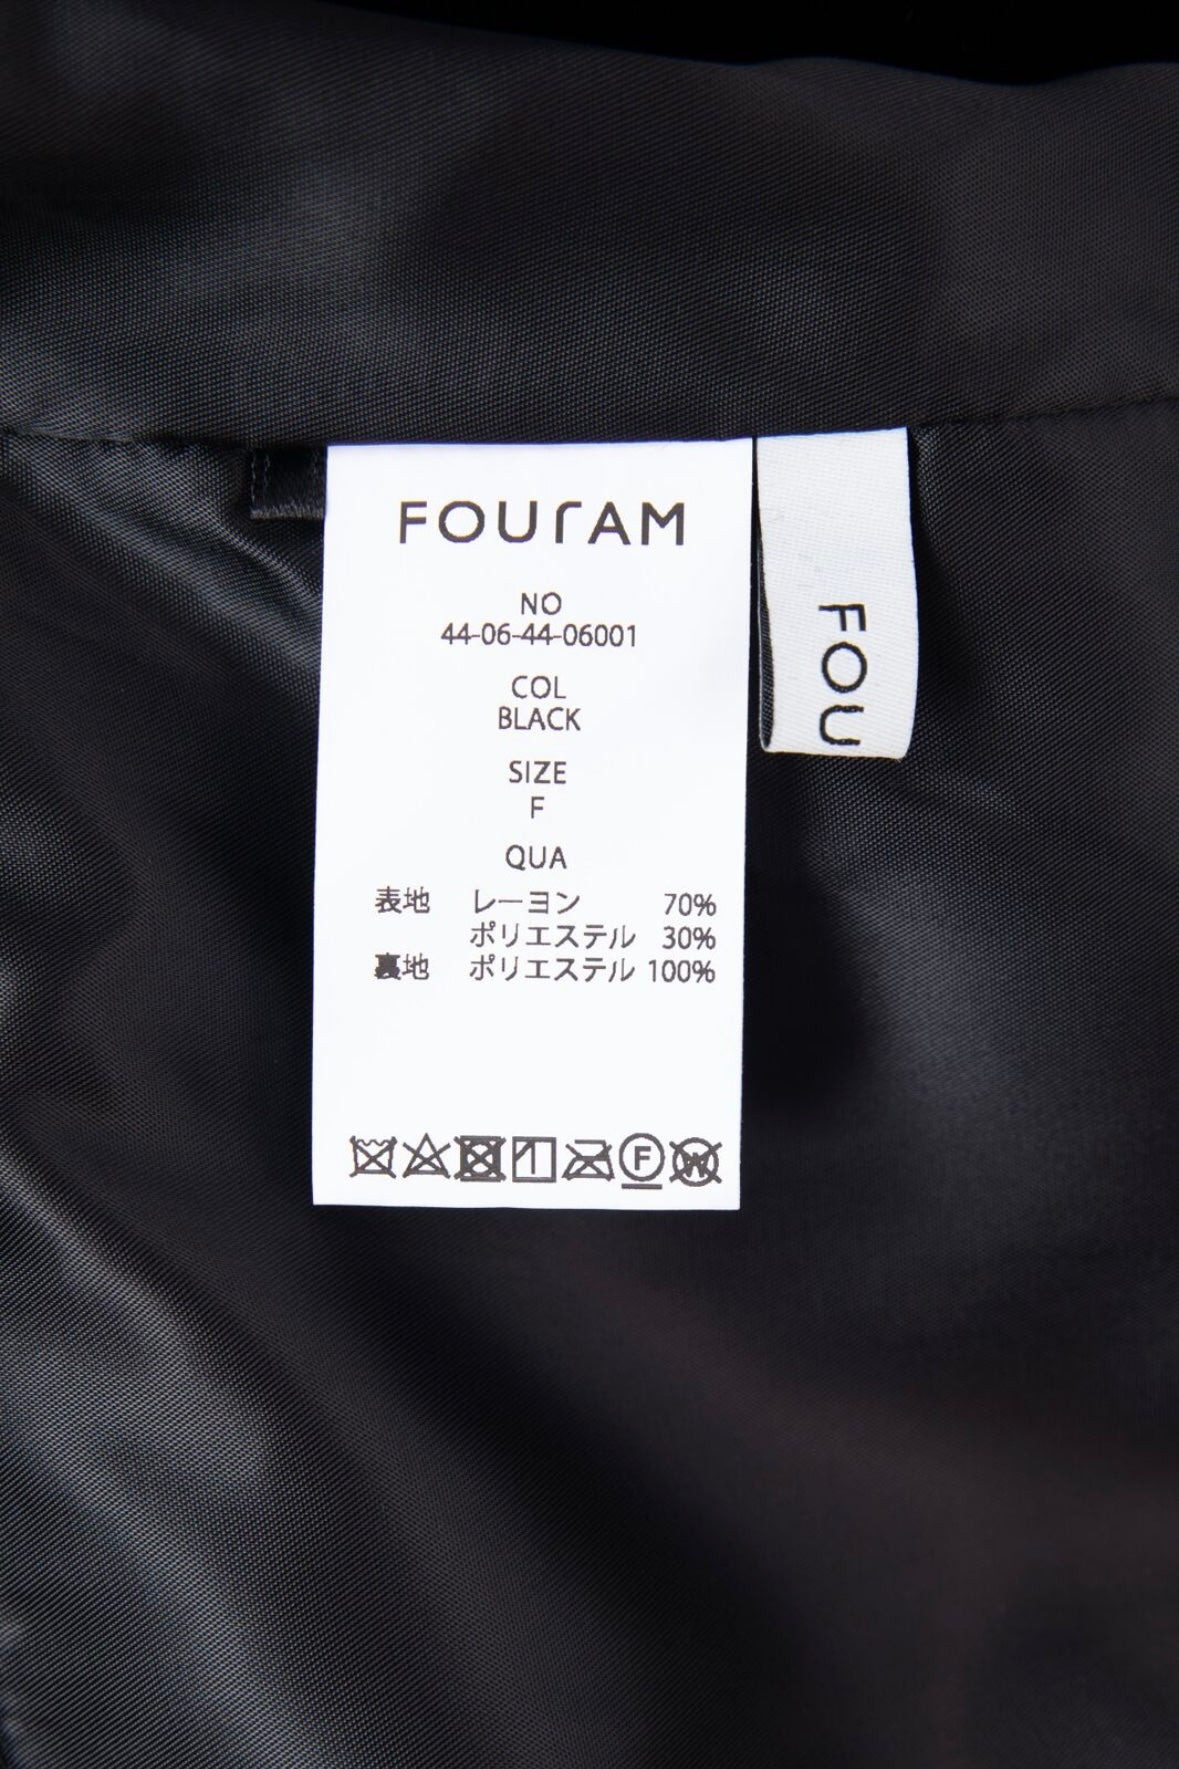 FOURAM
NO
44-06-44-06001
COL
BLACK
SIZE
F
QUA
表地 レーヨン 70%
ポリエステル 30%
裏地 ポリエステル 100%
F
W
FOU